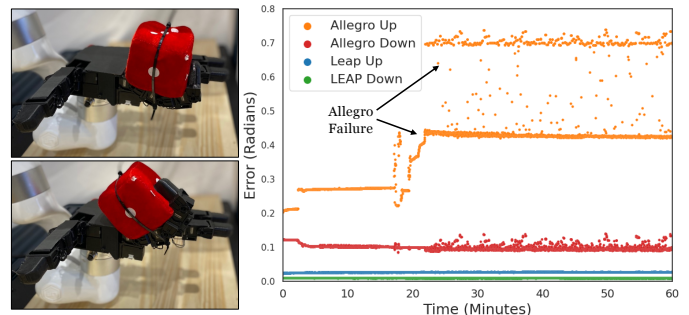 0.8
0.7
0.6
0.5
0.4
0.3
0.2
0.1
0.0
Error (Radians)
Allegro Up
Allegro Down
Leap Up
LEAP Down
Allegro
Failure
0 10 20 30 40 50 60
Time (Minutes)